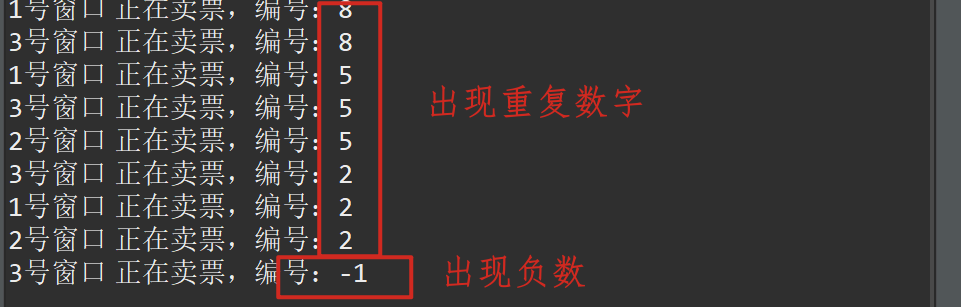 1号窗口 正在卖票，编号：8
3号窗口 正在卖票，编号：8
1号窗口 正在卖票，编号：5
3号窗口 正在卖票，编号：5
出现重复数字
2号窗口 正在卖票，编号：5
3号窗口 正在卖票，编号：2
1号窗口 正在卖票，编号：2
2号窗口 正在卖票，编号：2
3号窗口 正在卖票，编号：-1
出现负数